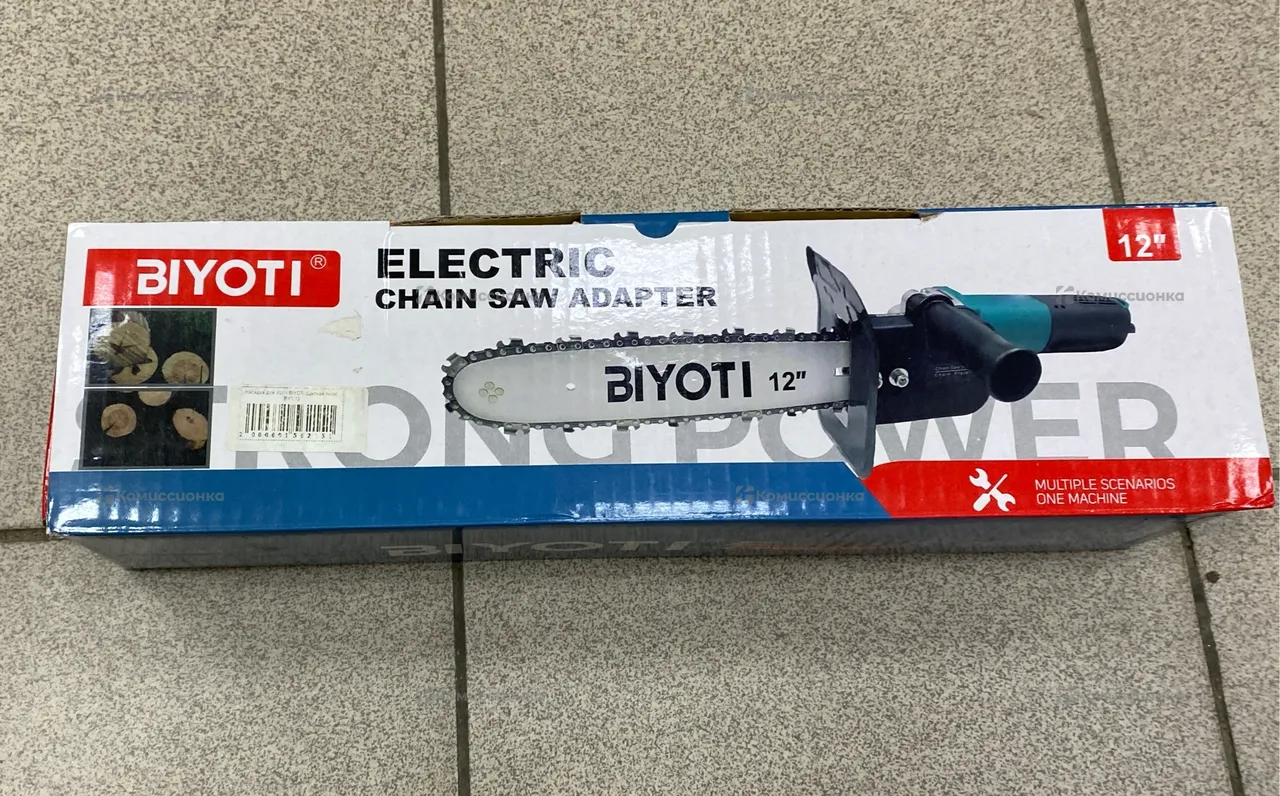 BIYOTI®
ELECTRIC
CHAIN SAW ADAPTER
12"
BIYOTI 12"
STRONG POWER
MULTIPLE SCENARIOS
ONE MACHINE
BIYOTI
Комиссионка
Комиссионка
Комиссионка
Комиссионка